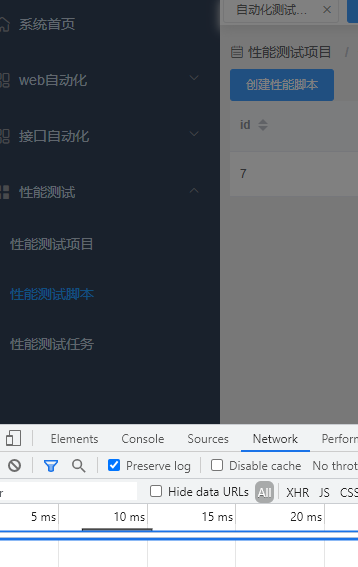 系统首页
自动化测试... ×
web自动化
性能测试项目 /
创建性能脚本
接口自动化
id
性能测试
7
性能测试项目
性能测试脚本
性能测试任务
Elements Console Sources Network Perform
Preserve log Disable cache No throt
r Hide data URLs All XHR JS CSS
5 ms 10 ms 15 ms 20 ms